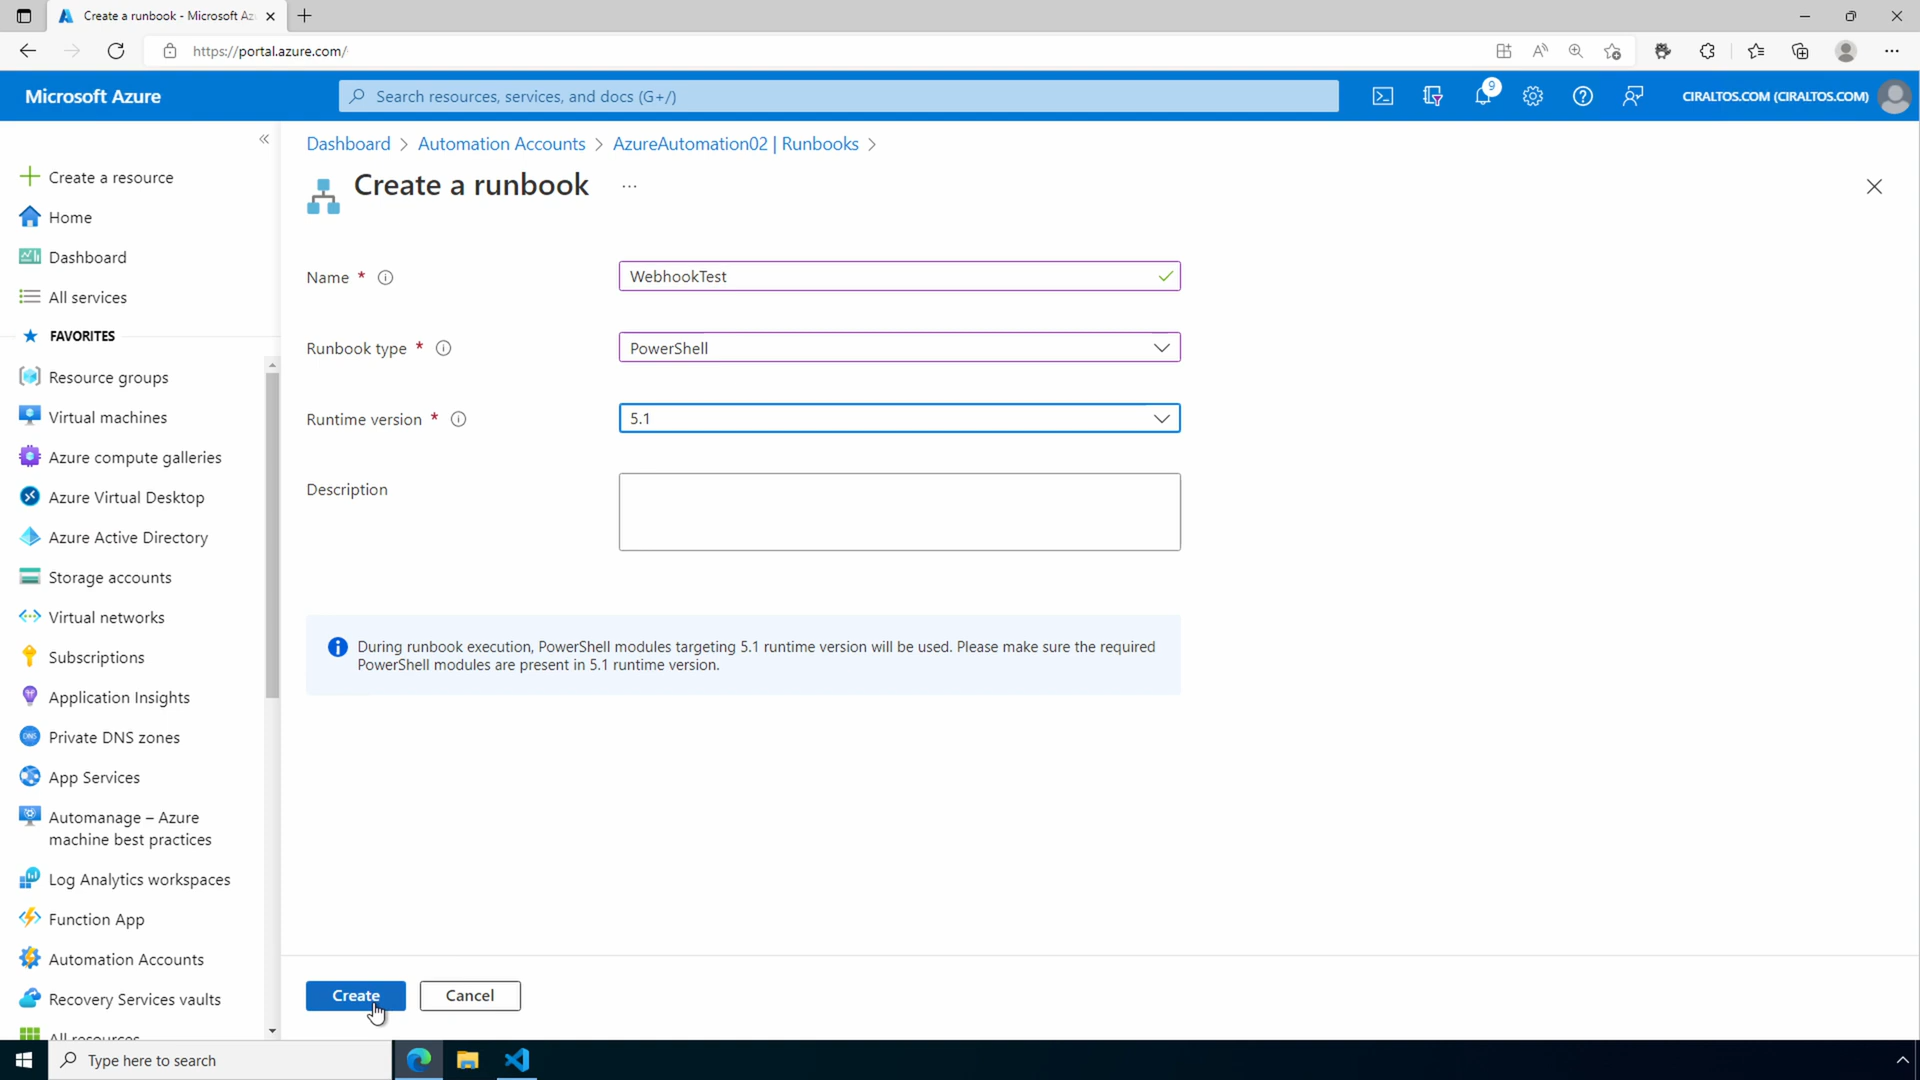 Create a runbook - Microsoft Az
https://portal.azure.com/
Microsoft Azure
Search resources, services, and docs (G+/)
9
CIRALTOS.COM (CIRALTOS.COM)
Dashboard > Automation Accounts > AzureAutomation02 | Runbooks >
Create a runbook ...
Create a resource
Home
Dashboard
All services
FAVORITES
Resource groups
Virtual machines
Azure compute galleries
Azure Virtual Desktop
Azure Active Directory
Storage accounts
Virtual networks
Subscriptions
Application Insights
Private DNS zones
App Services
Automanage – Azure
machine best practices
Log Analytics workspaces
Function App
Automation Accounts
Recovery Services vaults
All resources
Name *
WebhookTest
Runbook type *
PowerShell
Runtime version *
5.1
Description
During runbook execution, PowerShell modules targeting 5.1 runtime version will be used. Please make sure the required
PowerShell modules are present in 5.1 runtime version.
Create
Cancel
Type here to search